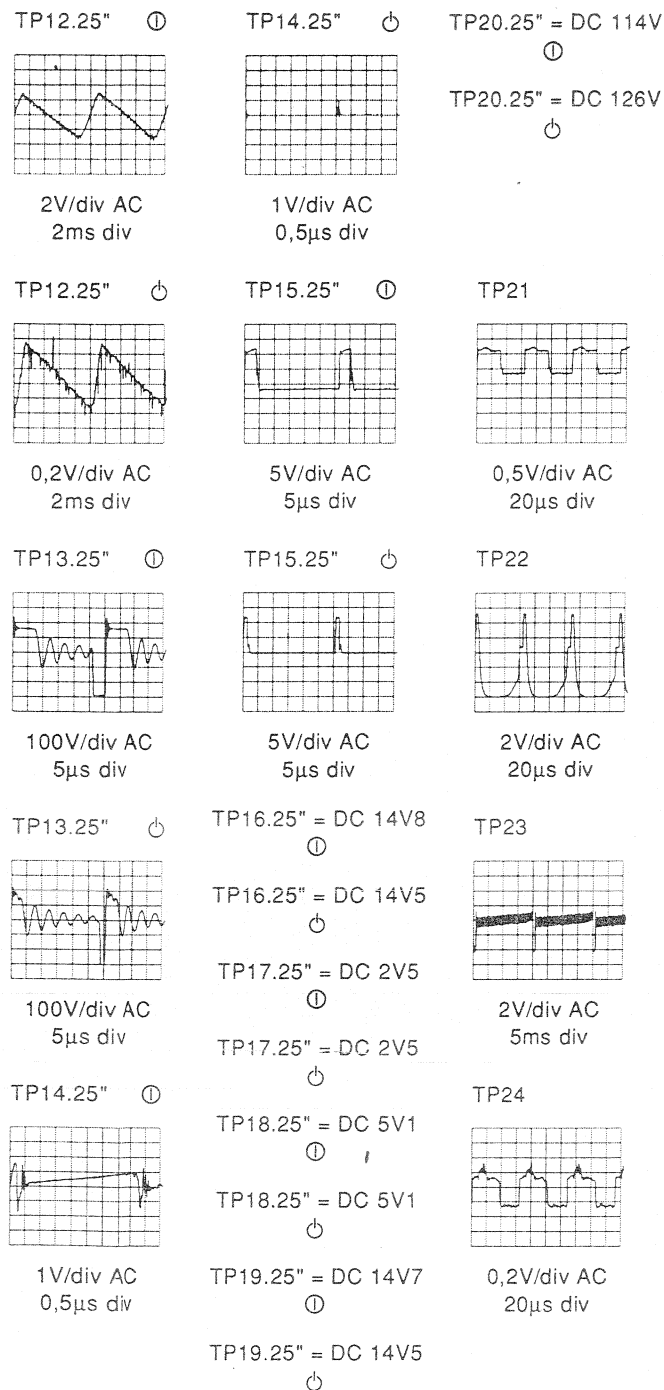 TP12.25"
2V/div AC
2ms div
TP12.25"
0,2V/div AC
2ms div
TP13.25"
100V/div AC
5µs div
TP13.25"
100V/div AC
5µs div
TP14.25"
1V/div AC
0,5µs div
TP14.25"
1V/div AC
0,5µs div
TP15.25"
5V/div AC
5µs div
TP15.25"
5V/div AC
5µs div
TP16.25" = DC 14V8
TP16.25" = DC 14V5
TP17.25" = DC 2V5
TP17.25" = DC 2V5
TP18.25" = DC 5V1
TP18.25" = DC 5V1
TP19.25" = DC 14V7
TP19.25" = DC 14V5
TP20.25" = DC 114V
TP20.25" = DC 126V
TP21
0,5V/div AC
20µs div
TP22
2V/div AC
20µs div
TP23
2V/div AC
5ms div
TP24
0,2V/div AC
20µs div